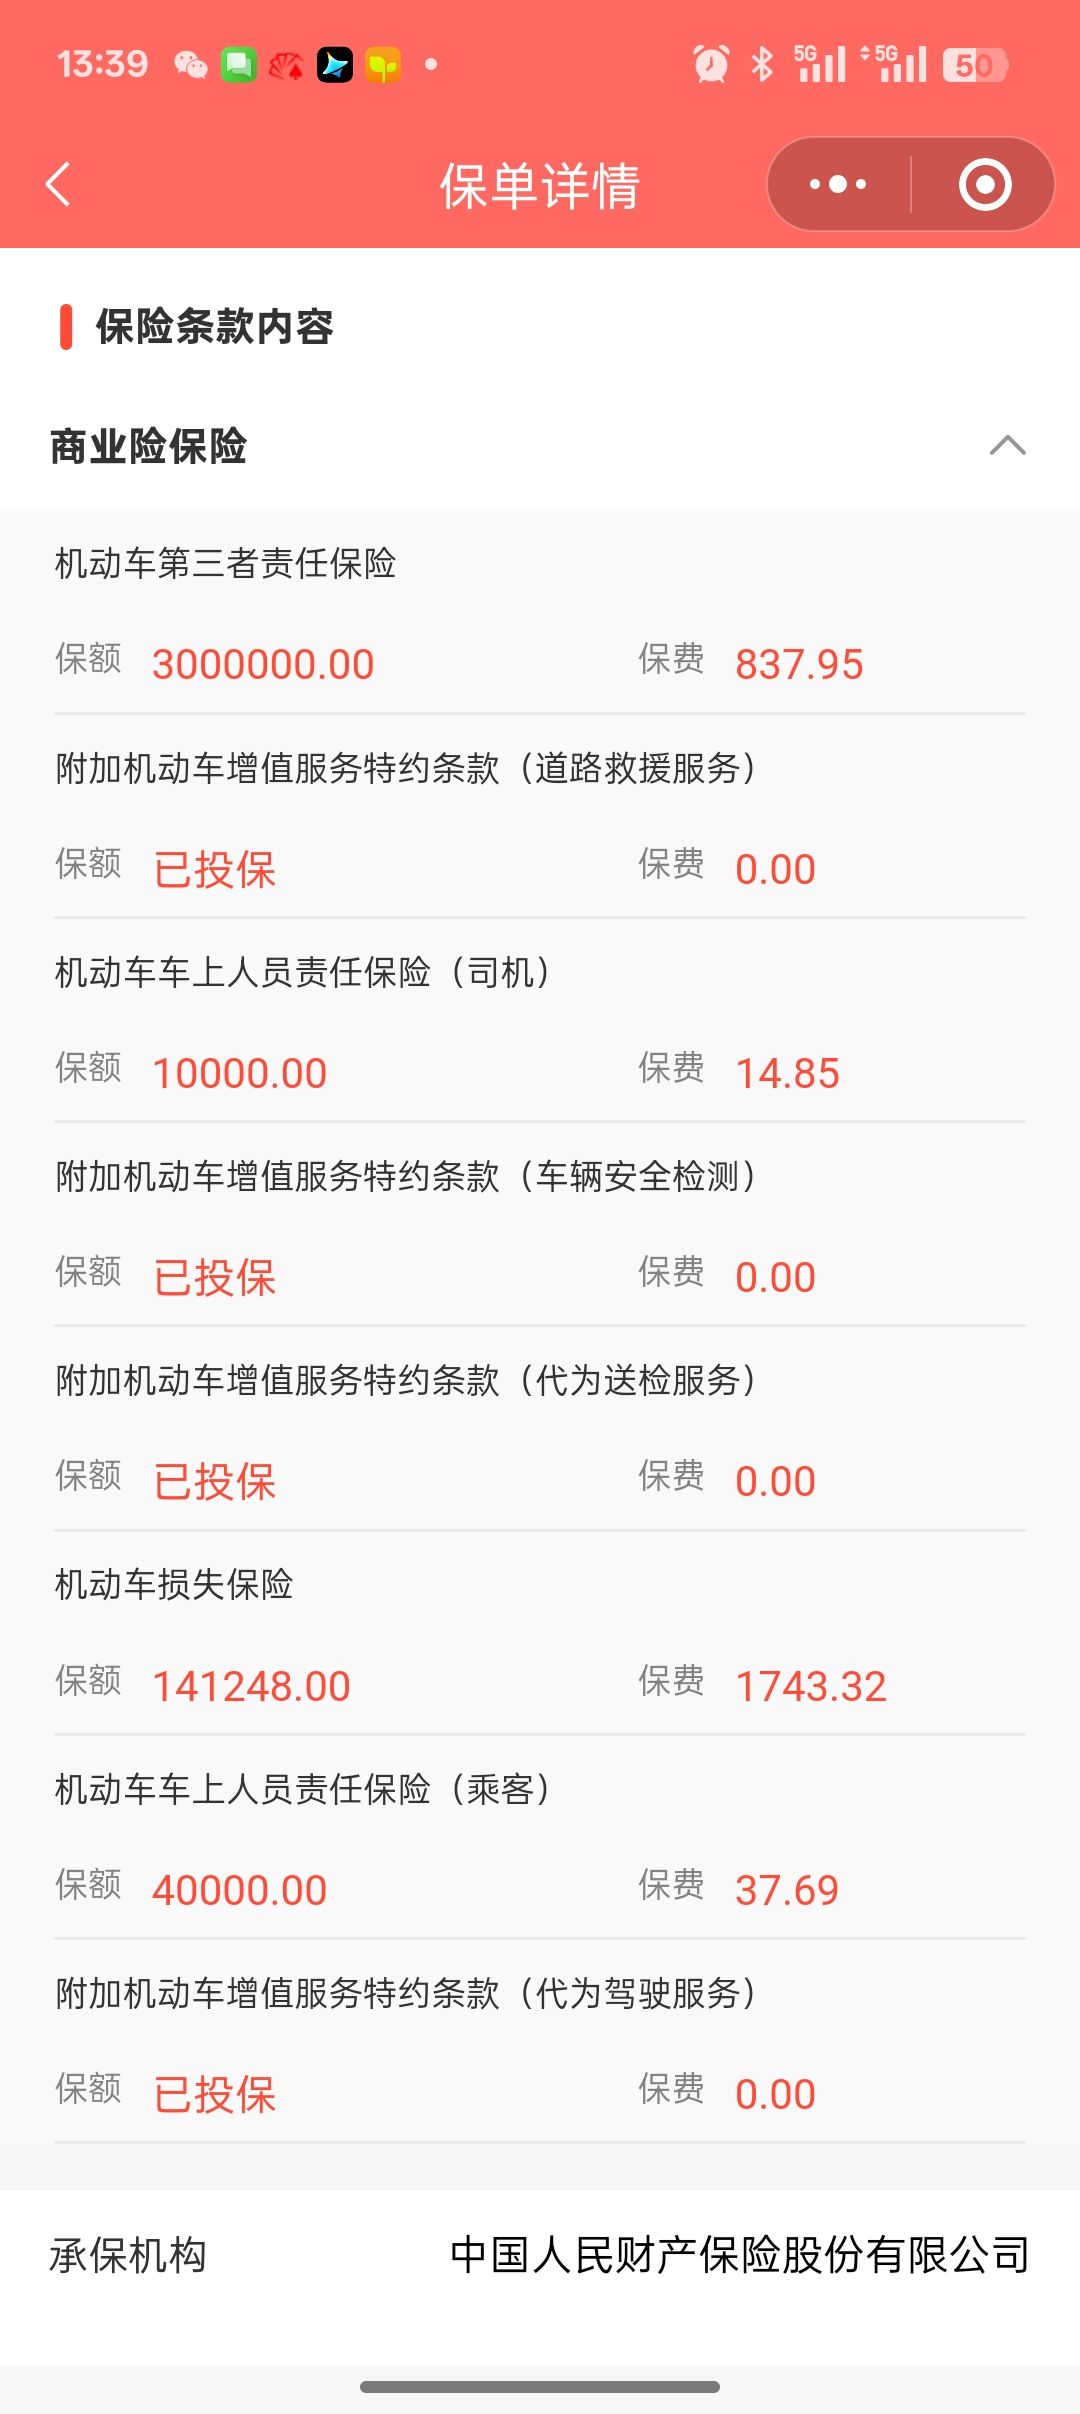 13:39
5G
5G
50
保单详情
保险条款内容
商业险保险
机动车第三者责任保险
保额 3000000.00 保费 837.95
附加机动车增值服务特约条款（道路救援服务）
保额 已投保 保费 0.00
机动车车上人员责任保险（司机）
保额 10000.00 保费 14.85
附加机动车增值服务特约条款（车辆安全检测）
保额 已投保 保费 0.00
附加机动车增值服务特约条款（代为送检服务）
保额 已投保 保费 0.00
机动车损失保险
保额 141248.00 保费 1743.32
机动车车上人员责任保险（乘客）
保额 40000.00 保费 37.69
附加机动车增值服务特约条款（代为驾驶服务）
保额 已投保 保费 0.00
承保机构 中国人民财产保险股份有限公司